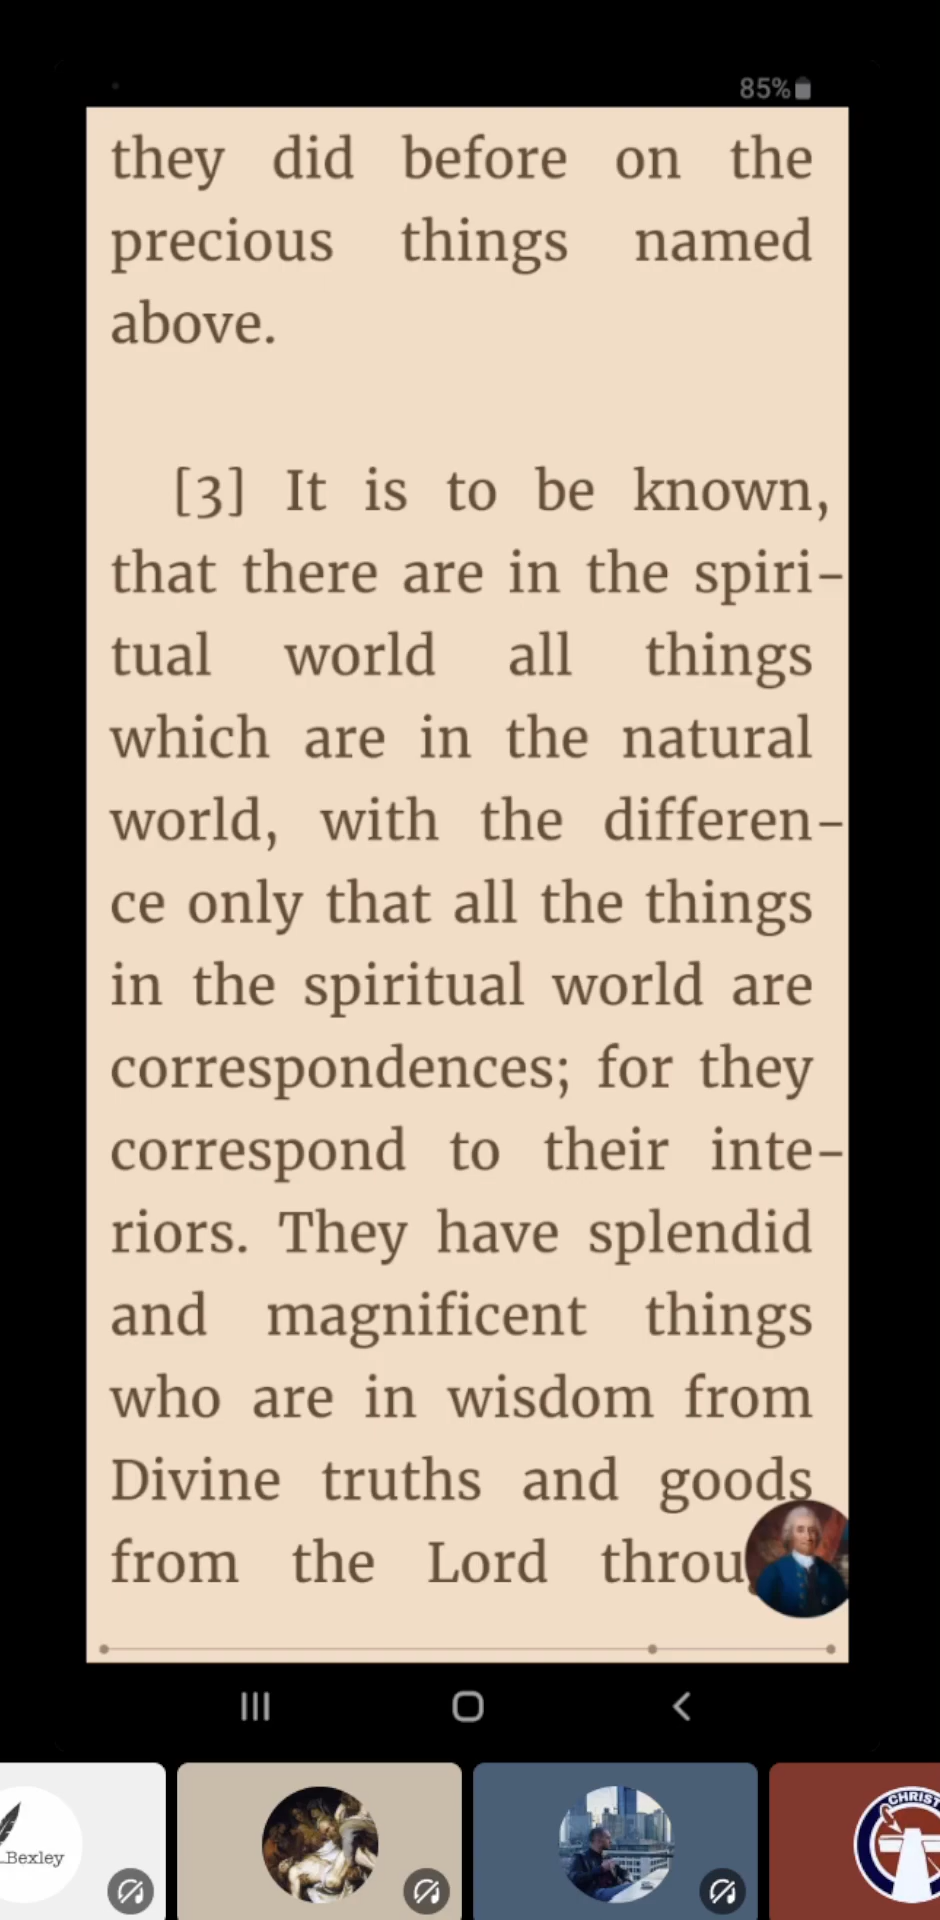 85%
they did before on the
precious things named
above.
[3] It is to be known,
that there are in the spiri-
tual world all things
which are in the natural
world, with the differen-
ce only that all the things
in the spiritual world are
correspondences; for they
correspond to their inte-
riors. They have splendid
and magnificent things
who are in wisdom from
Divine truths and goods
from the Lord throu
Bexley
CHRIST